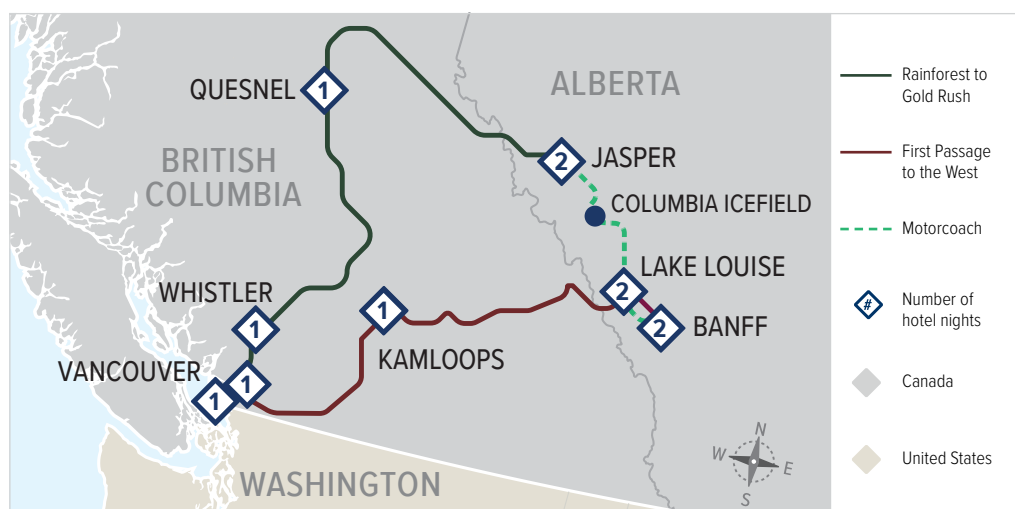 QUESNEL
1
ALBERTA
BRITISH
COLUMBIA
2
JASPER
COLUMBIA ICEFIELD
WHISTLER
1
1
KAMLOOPS
LAKE LOUISE
2
2
BANFF
VANCOUVER
1
1
WASHINGTON
N
W
E
S
Rainforest to
Gold Rush
First Passage
to the West
Motorcoach
#
Number of
hotel nights
Canada
United States